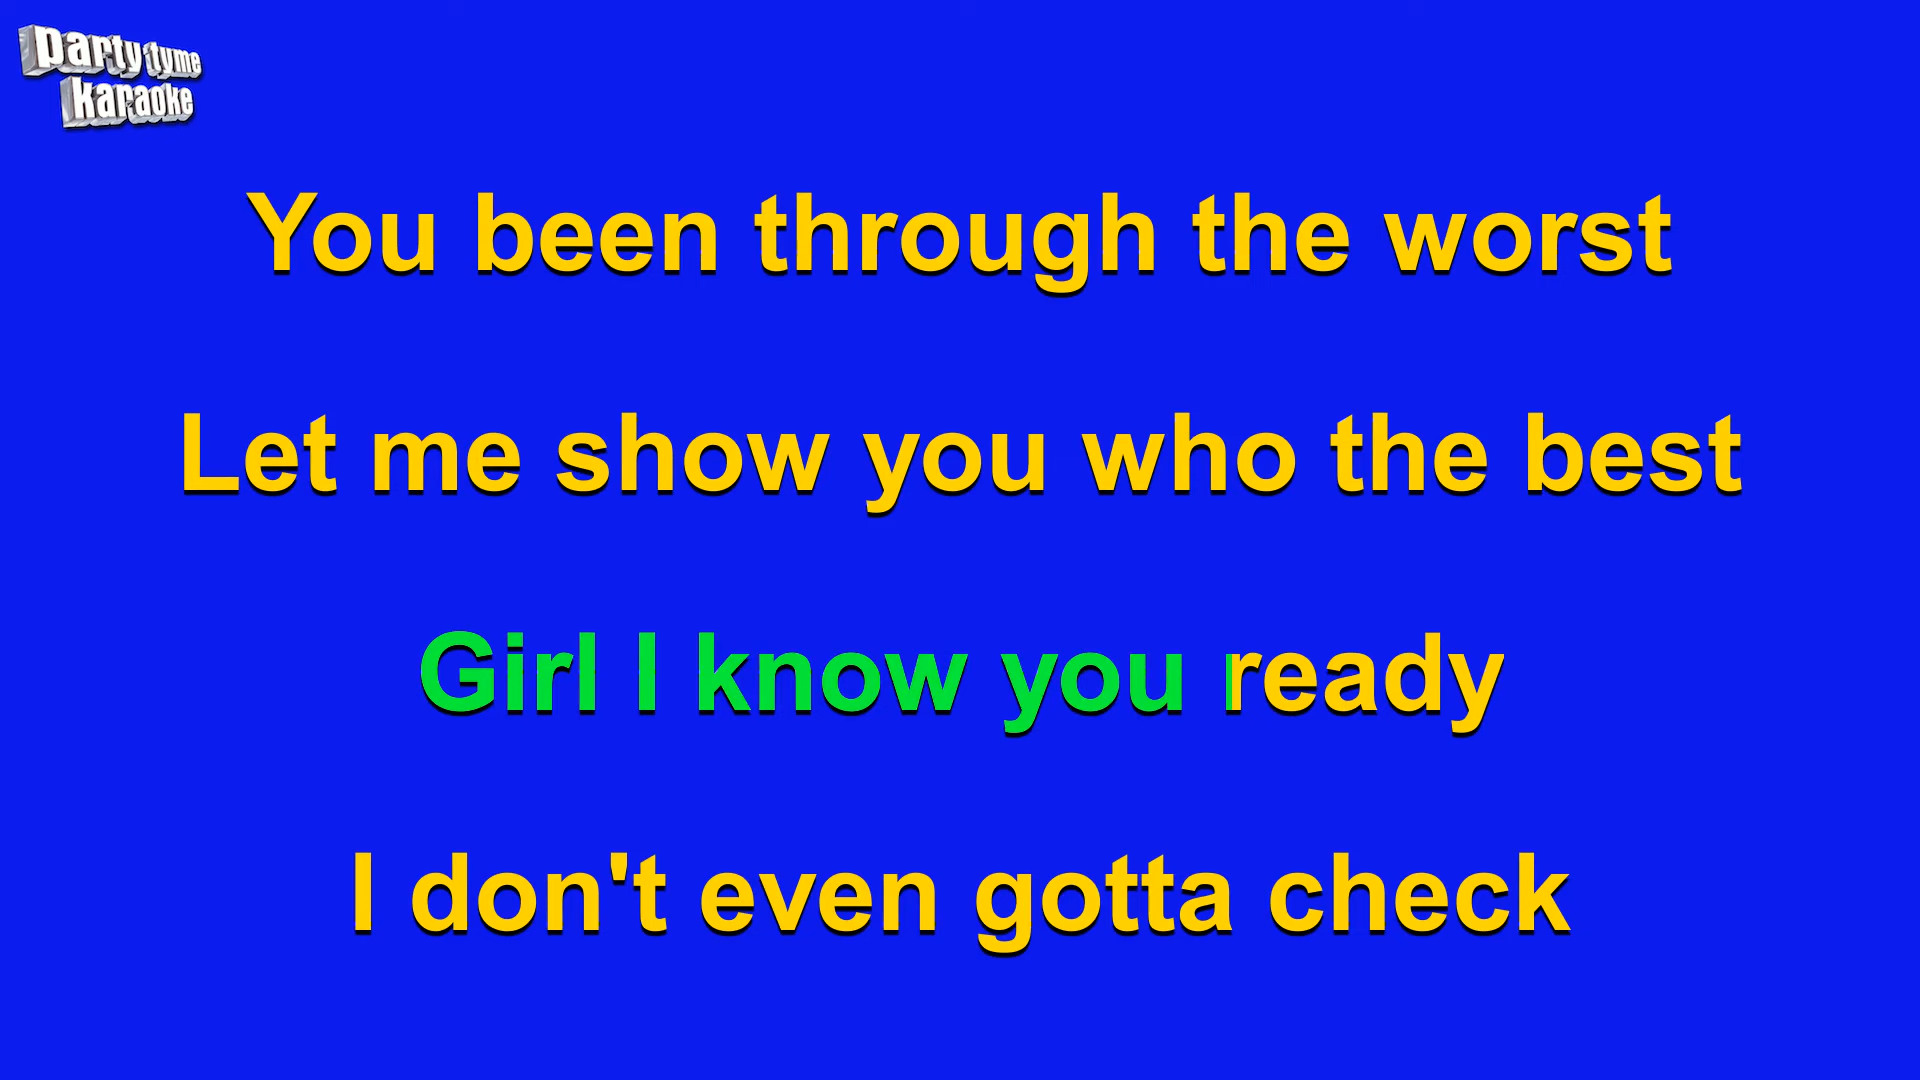 party tyme
karaoke
You been through the worst
Let me show you who the best
Girl I know you ready
I don't even gotta check